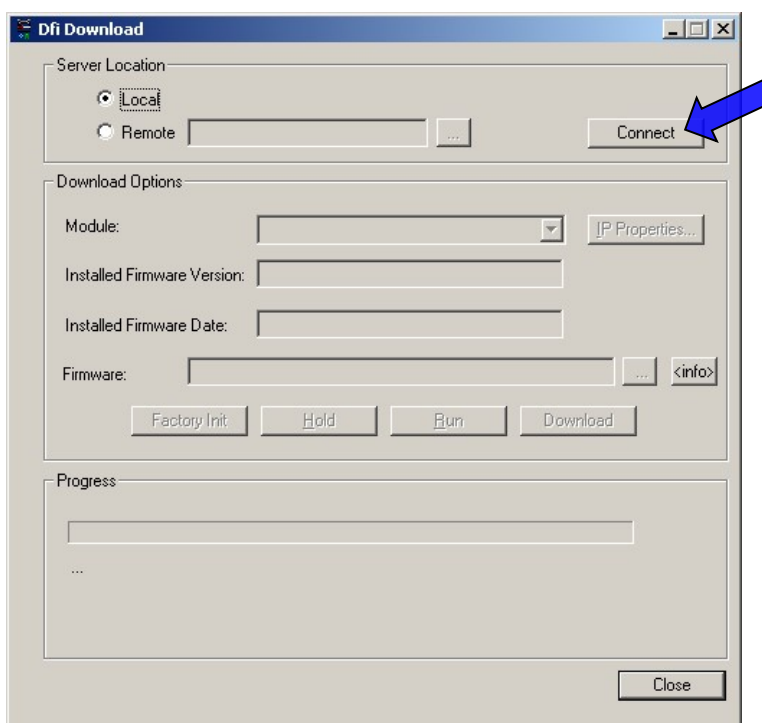 Dfi Download
Server Location
Local
Remote ... Connect
Download Options
Module: IP Properties...
Installed Firmware Version:
Installed Firmware Date:
Firmware: ... <info>
Factory Init Hold Run Download
Progress
...
Close